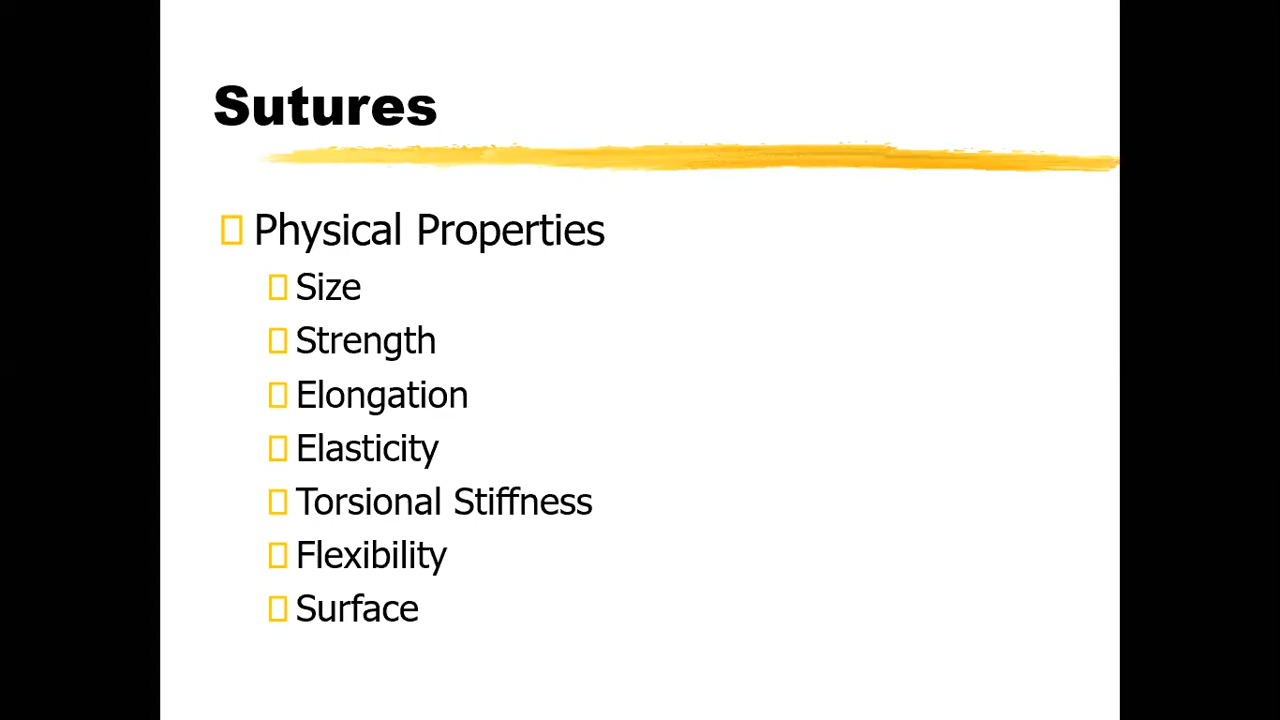 Sutures
Physical Properties
Size
Strength
Elongation
Elasticity
Torsional Stiffness
Flexibility
Surface